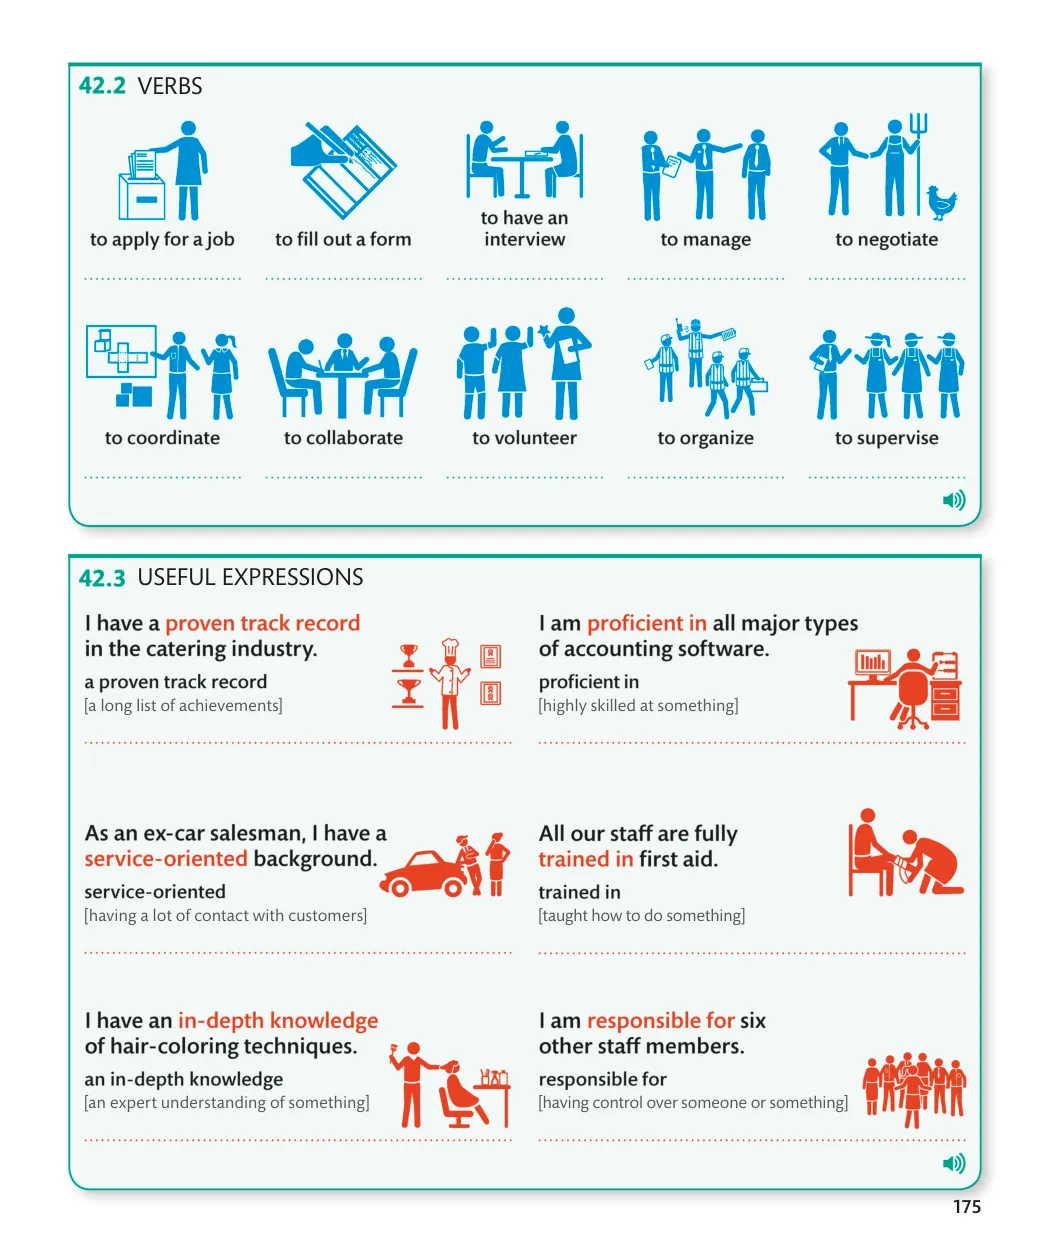 42.2 VERBS
to apply for a job
to fill out a form
to have an
interview
to manage
to negotiate
to coordinate
to collaborate
to volunteer
to organize
to supervise
42.3 USEFUL EXPRESSIONS
I have a proven track record
in the catering industry.
a proven track record
[a long list of achievements]
I am proficient in all major types
of accounting software.
proficient in
[highly skilled at something]
As an ex-car salesman, I have a
service-oriented background.
service-oriented
[having a lot of contact with customers]
All our staff are fully
trained in first aid.
trained in
[taught how to do something]
I have an in-depth knowledge
of hair-coloring techniques.
an in-depth knowledge
[an expert understanding of something]
I am responsible for six
other staff members.
responsible for
[having control over someone or something]
175